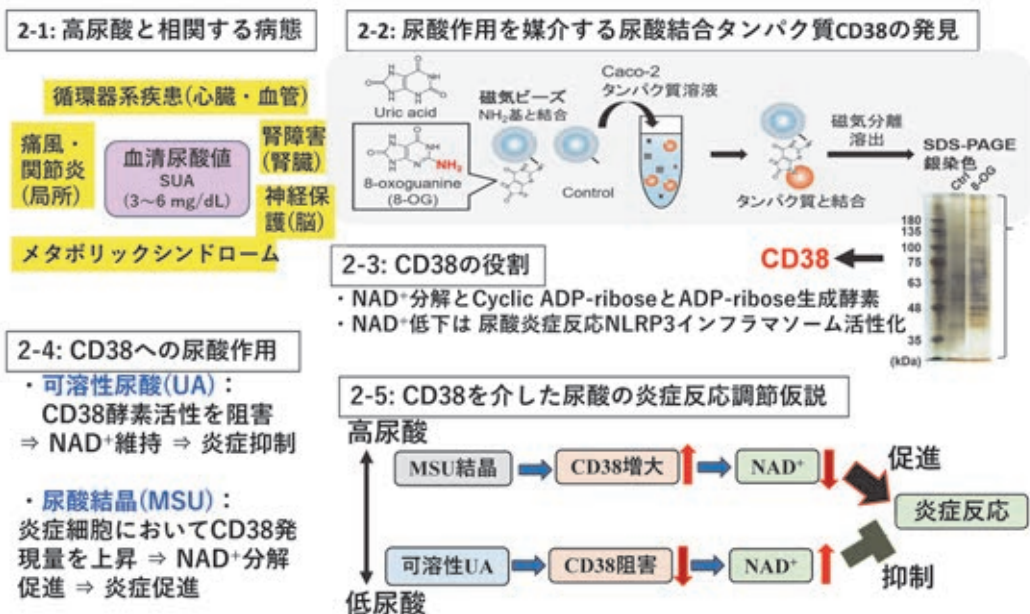 2-1: 高尿酸と相関する病態
循環器系疾患(心臓・血管)
痛風・
関節炎
(局所)
血清尿酸値
SUA
(3～6 mg/dL)
腎障害
(腎臓)
神経保
護(脳)
メタボリックシンドローム
2-2: 尿酸作用を媒介する尿酸結合タンパク質CD38の発見
Uric acid
NH₂
8-oxoguanine
(8-OG)
磁気ビーズ
NH₂基と結合
Control
Caco-2
タンパク質溶液
タンパク質と結合
磁気分離
溶出
SDS-PAGE
銀染色
Ctrl
8-OG
180
135
100
75
63
48
35
(kDa)
CD38
2-3: CD38の役割
・NAD⁺分解とCyclic ADP-riboseとADP-ribose生成酵素
・NAD⁺低下は 尿酸炎症反応NLRP3インフラマソーム活性化
2-4: CD38への尿酸作用
・可溶性尿酸(UA)：
CD38酵素活性を阻害
⇒ NAD⁺維持 ⇒ 炎症抑制
・尿酸結晶(MSU)：
炎症細胞においてCD38発
現量を上昇 ⇒ NAD⁺分解
促進 ⇒ 炎症促進
2-5: CD38を介した尿酸の炎症反応調節仮説
高尿酸
MSU結晶
CD38増大
NAD⁺
促進
炎症反応
可溶性UA
CD38阻害
NAD⁺
抑制
低尿酸